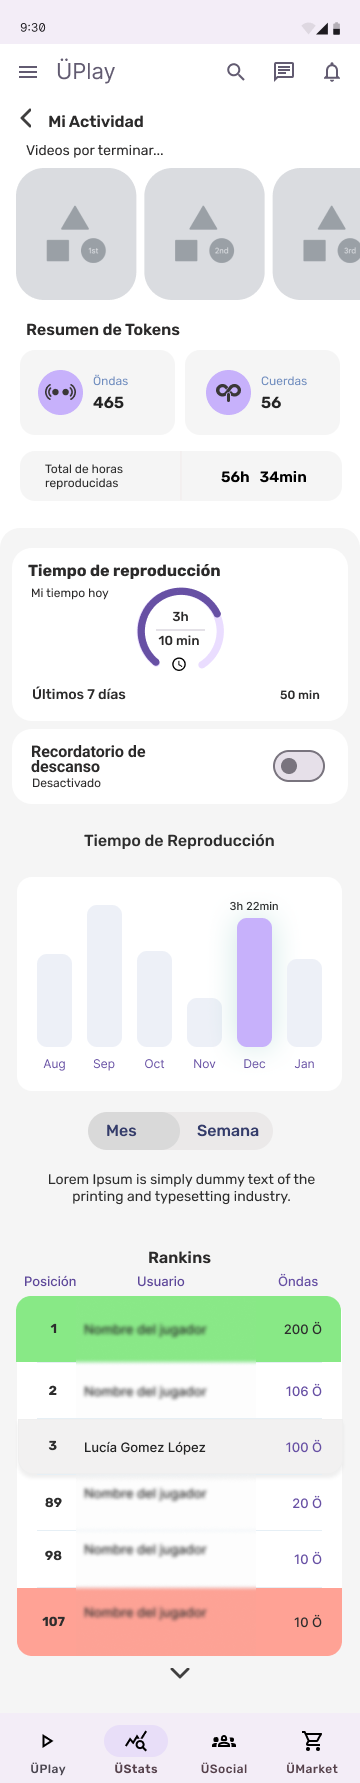 9:30
ÜPlay
Mi Actividad
Videos por terminar...
1st
2nd
3rd
Resumen de Tokens
Öndas
465
Cuerdas
56
Total de horas
reproducidas
56h 34min
Tiempo de reproducción
Mi tiempo hoy
3h
10 min
Últimos 7 días
50 min
Recordatorio de
descanso
Desactivado
Tiempo de Reproducción
3h 22min
Aug Sep Oct Nov Dec Jan
Mes Semana
Lorem Ipsum is simply dummy text of the
printing and typesetting industry.
Rankins
Posición Usuario Öndas
1 Nombre del jugador 200 Ö
2 Nombre del jugador 106 Ö
3 Lucía Gomez López 100 Ö
89 Nombre del jugador 20 Ö
98 Nombre del jugador 10 Ö
107 Nombre del jugador 10 Ö
ÜPlay ÜStats ÜSocial ÜMarket